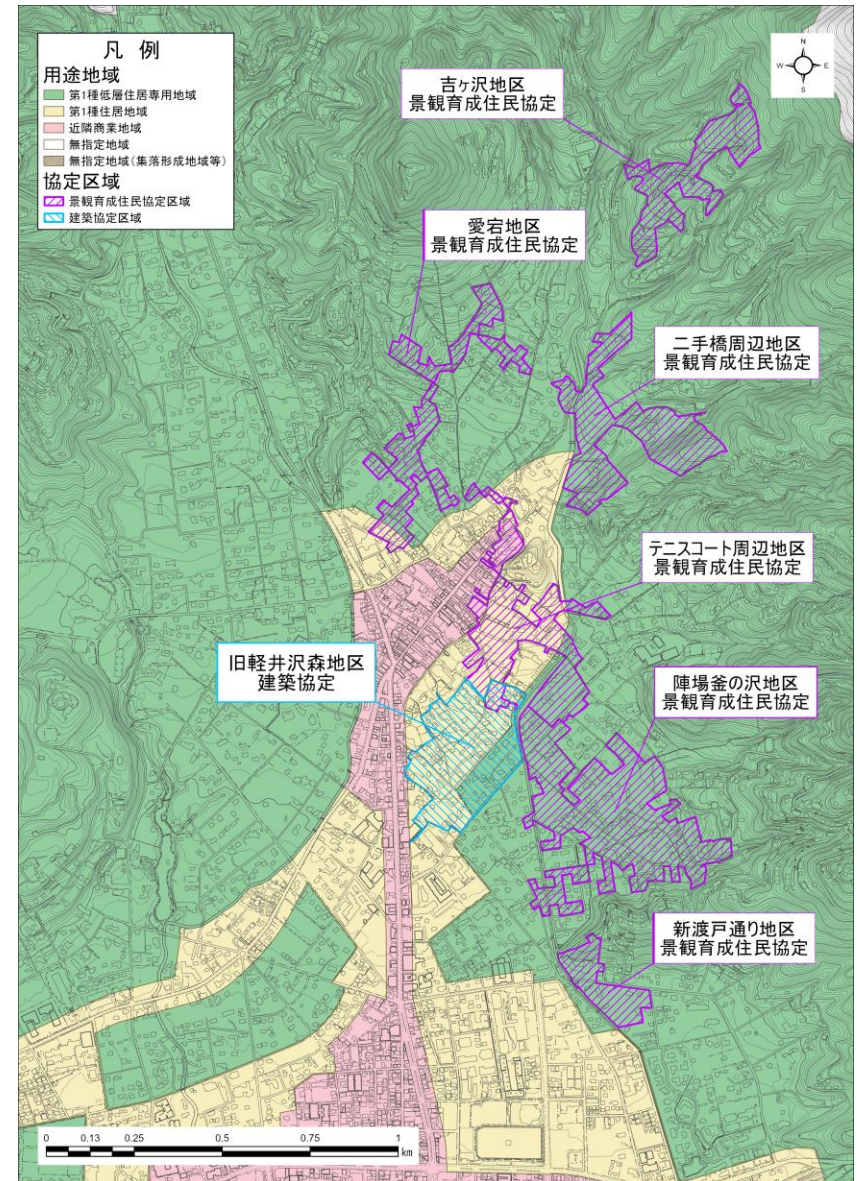 凡 例
用途地域
第1種低層住居専用地域
第1種住居地域
近隣商業地域
無指定地域
無指定地域(集落形成地域等)
協定区域
景観育成住民協定区域
建築協定区域
N
W
E
S
吉ヶ沢地区
景観育成住民協定
愛宕地区
景観育成住民協定
二手橋周辺地区
景観育成住民協定
テニスコート周辺地区
景観育成住民協定
旧軽井沢森地区
建築協定
陣場釜の沢地区
景観育成住民協定
新渡戸通り地区
景観育成住民協定
0 0.13 0.25 0.5 0.75 1
km